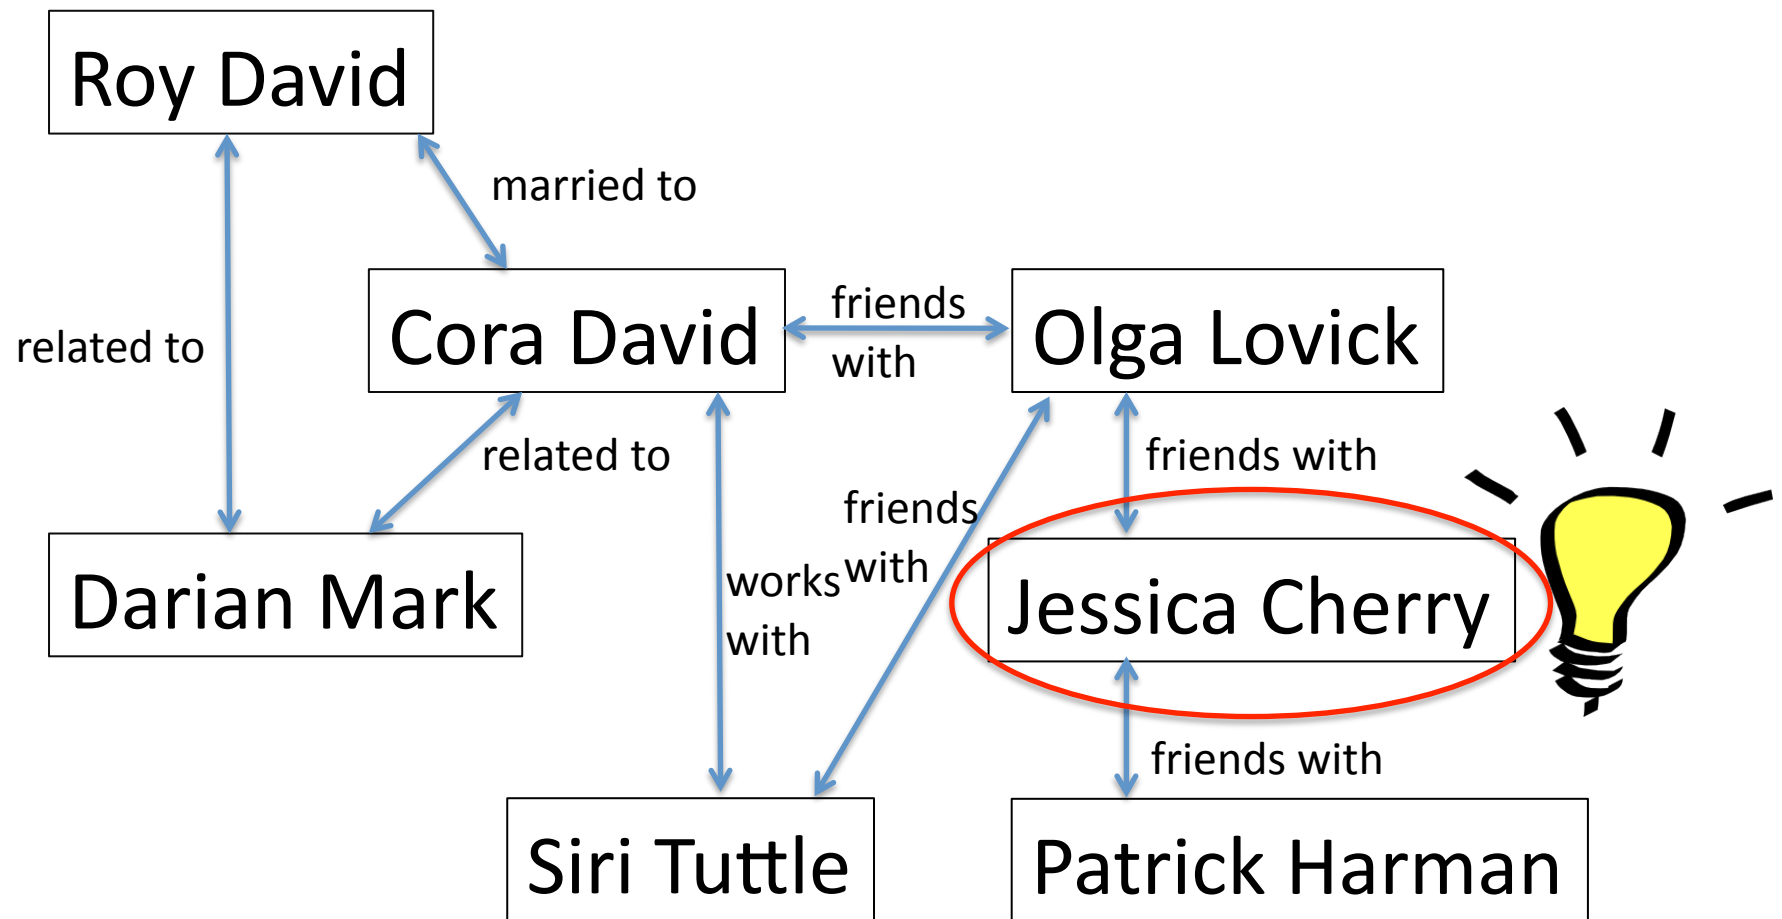 Roy David
married to
related to
Cora David
friends
with
Olga Lovick
related to
friends with
friends
with
Darian Mark
works
with
Jessica Cherry
friends with
Siri Tuttle
Patrick Harman